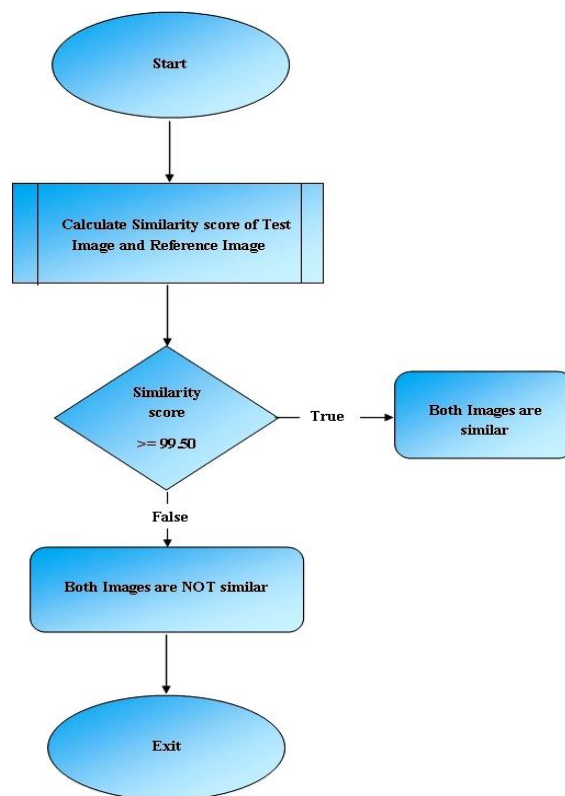 Start
Calculate Similarity score of Test
Image and Reference Image
Similarity
score
>= 99.50
True
Both Images are
similar
False
Both Images are NOT similar
Exit